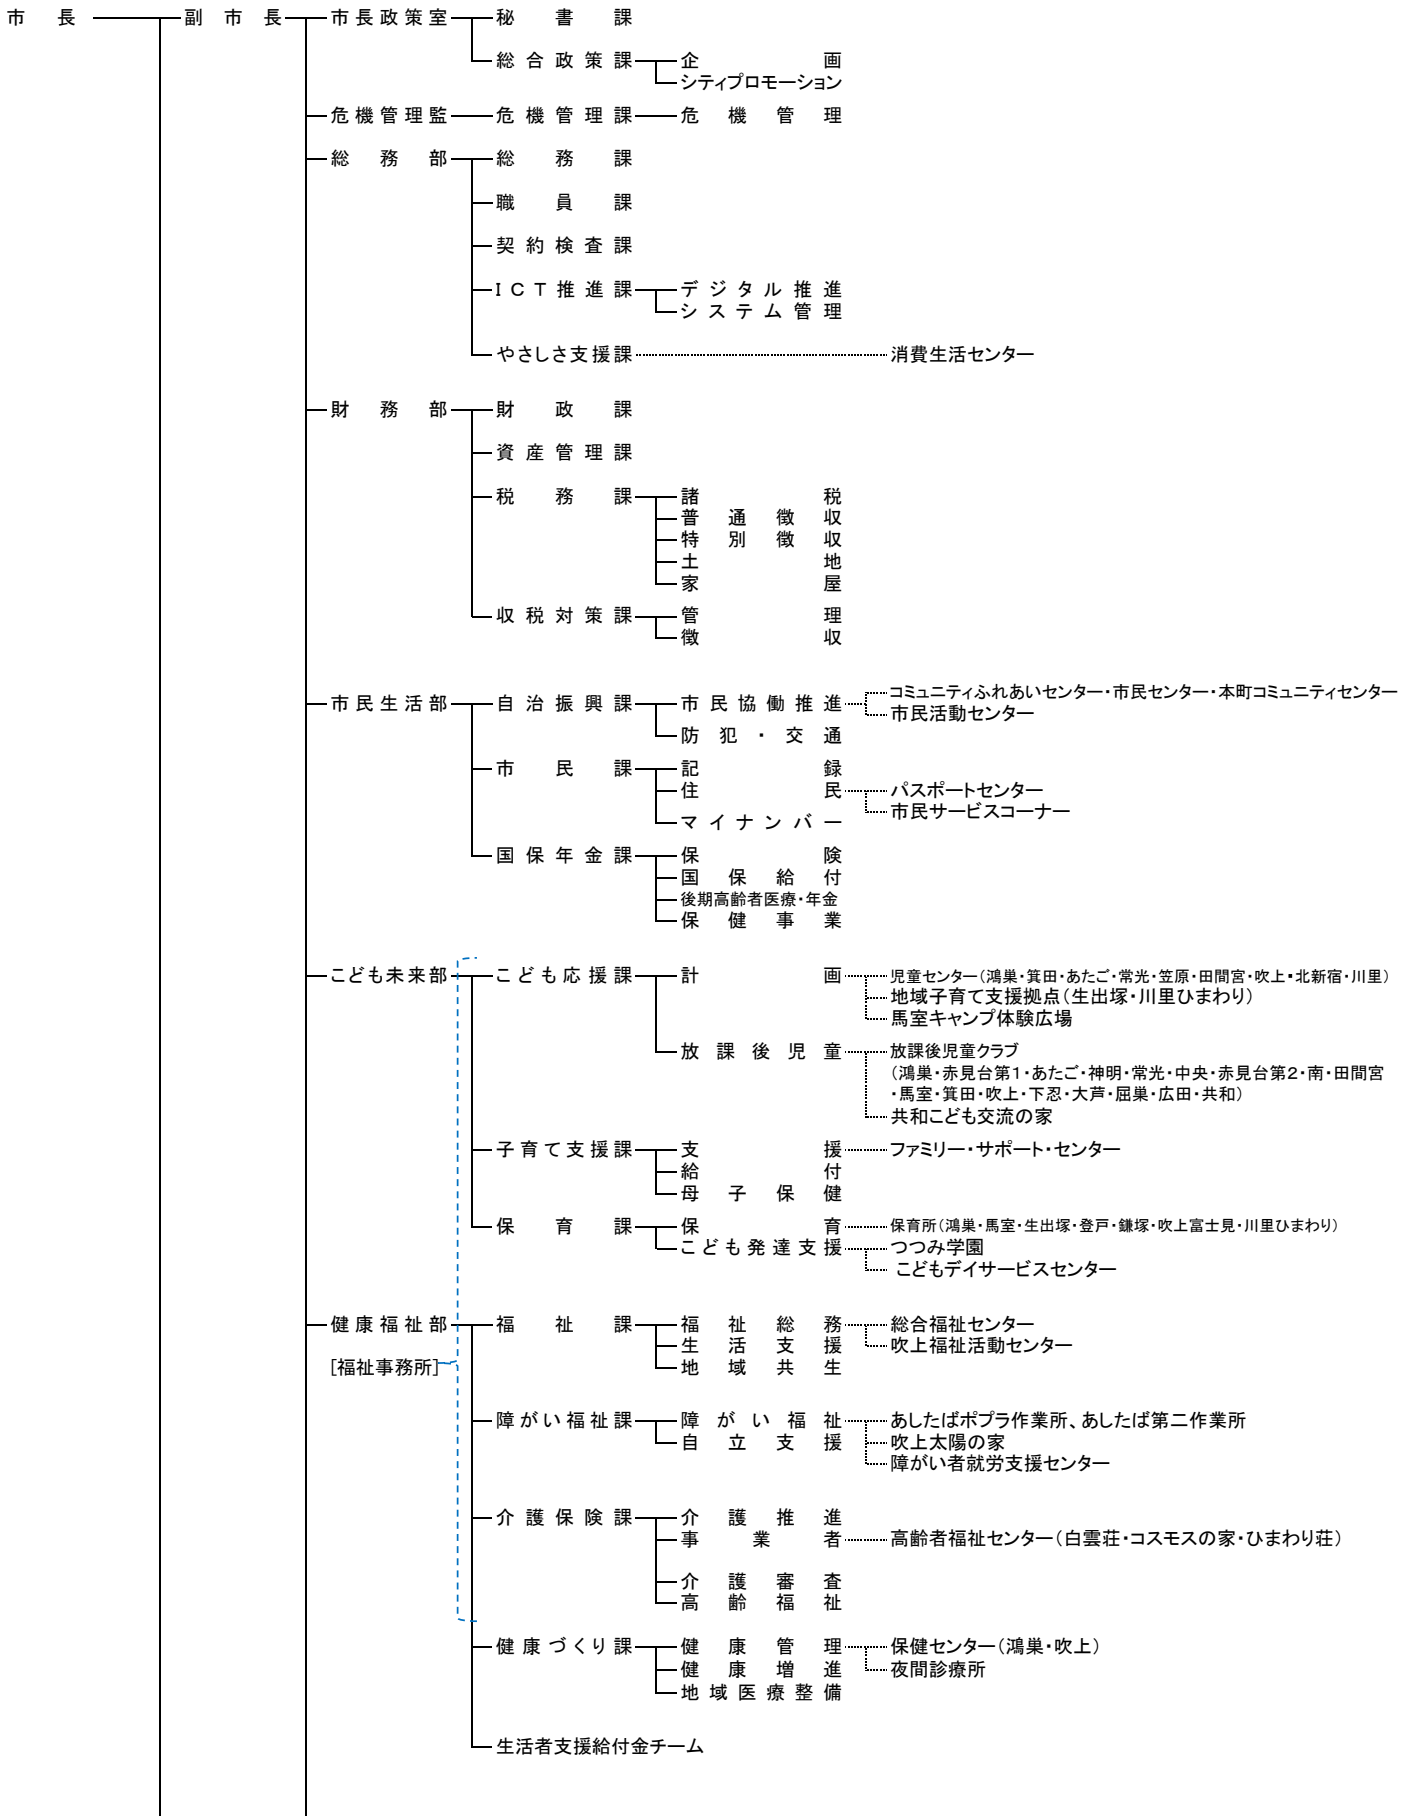 市長 副市長 市長政策室 秘書課
総合政策課 企画
シティプロモーション
危機管理監 危機管理課 危機管理
総務部 総務課
職員課
契約検査課
ICT推進課 デジタル推進
システム管理
やさしさ支援課 消費生活センター
財務部 財政課
資産管理課
税務課 諸税
普通徴収
特別徴収
土地
家屋
収税対策課 管理
徴収
市民生活部 自治振興課 市民協働推進 コミュニティふれあいセンター・市民センター・本町コミュニティセンター
市民活動センター
防犯・交通
市民課 記録
住民 パスポートセンター
市民サービスコーナー
マイナンバー
国保年金課 保険
国保給付
後期高齢者医療・年金
保健事業
こども未来部 こども応援課 計画 児童センター(鴻巣・箕田・あたご・常光・笠原・田間宮・吹上・北新宿・川里)
地域子育て支援拠点(生出塚・川里ひまわり)
馬室キャンプ体験広場
放課後児童 放課後児童クラブ
(鴻巣・赤見台第1・あたご・神明・常光・中央・赤見台第2・南・田間宮
・馬室・箕田・吹上・下忍・大芦・屈巣・広田・共和)
共和こども交流の家
子育て支援課 支援 ファミリー・サポート・センター
給付
母子保健
保育課 保育 保育所(鴻巣・馬室・生出塚・登戸・鎌塚・吹上富士見・川里ひまわり)
こども発達支援 つつみ学園
こどもデイサービスセンター
健康福祉部 福祉課 福祉総務 総合福祉センター
生活支援 吹上福祉活動センター
[福祉事務所] 地域共生
障がい福祉課 障がい福祉 あしたばポプラ作業所、あしたば第二作業所
自立支援 吹上太陽の家
障がい者就労支援センター
介護保険課 介護推進
事業者 高齢者福祉センター(白雲荘・コスモスの家・ひまわり荘)
介護審査
高齢福祉
健康づくり課 健康管理 保健センター(鴻巣・吹上)
健康増進 夜間診療所
地域医療整備
生活者支援給付金チーム